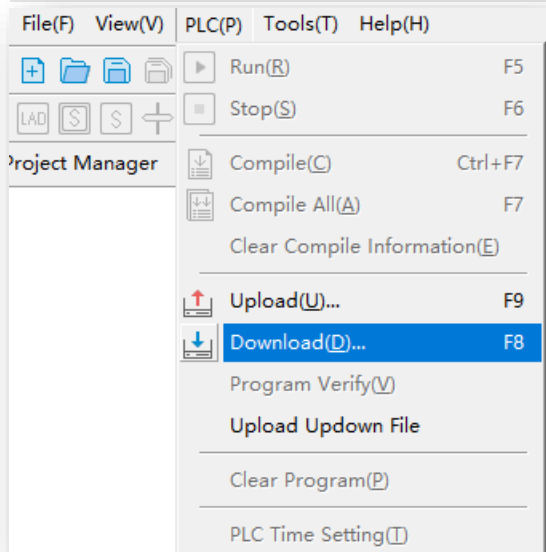 File(F) View(V) PLC(P) Tools(T) Help(H)
Run(R) F5
LAD S S Stop(S) F6
Project Manager Compile(C) Ctrl+F7
Compile All(A) F7
Clear Compile Information(E)
Upload(U)... F9
Download(D)... F8
Program Verify(V)
Upload Updown File
Clear Program(P)
PLC Time Setting(T)